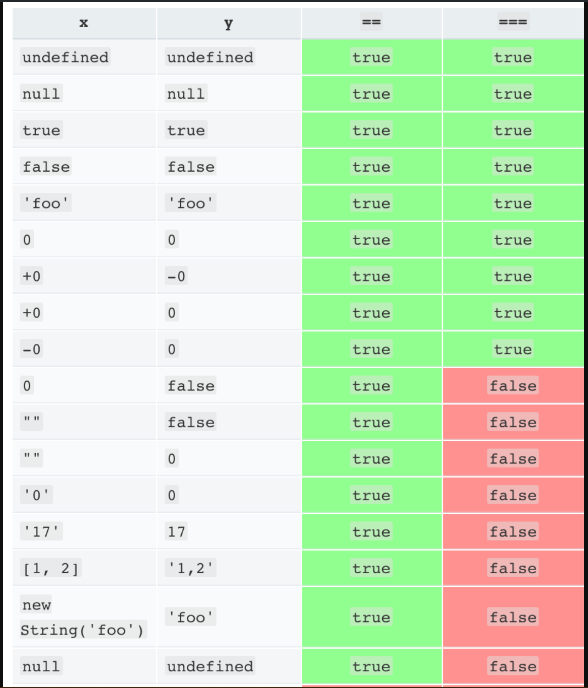 x y == ===
undefined undefined true true
null null true true
true true true true
false false true true
'foo' 'foo' true true
0 0 true true
+0 -0 true true
+0 0 true true
-0 0 true true
0 false true false
"" false true false
"" 0 true false
'0' 0 true false
'17' 17 true false
[1, 2] '1,2' true false
new
String('foo') 'foo' true false
null undefined true false